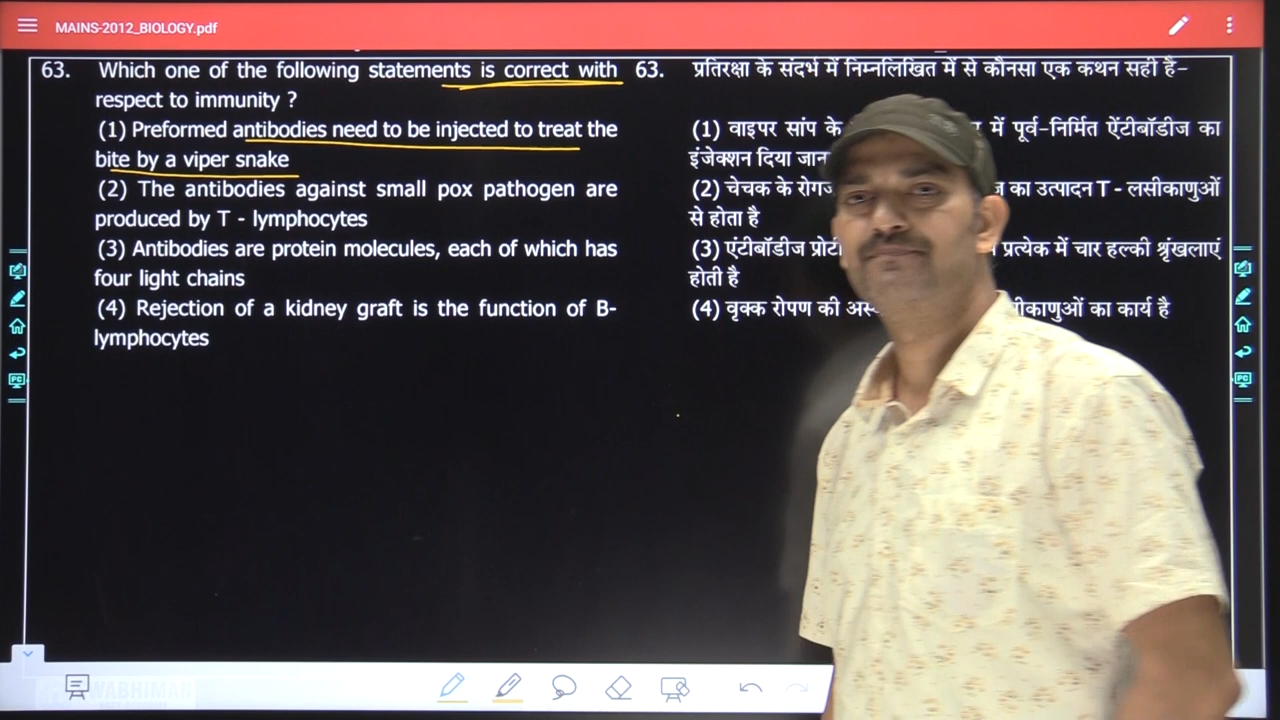 MAINS-2012_BIOLOGY.pdf
63. Which one of the following statements is correct with
respect to immunity ?
(1) Preformed antibodies need to be injected to treat the
bite by a viper snake
(2) The antibodies against small pox pathogen are
produced by T - lymphocytes
(3) Antibodies are protein molecules, each of which has
four light chains
(4) Rejection of a kidney graft is the function of B-
lymphocytes
63. प्रतिरक्षा के संदर्भ में निम्नलिखित में से कौनसा एक कथन सही है–
(1) वाइपर सांप के में पूर्व–निर्मित ऐंटीबॉडीज का
इंजेक्शन दिया
(2) चेचक के का उत्पादन T - लसीकाणुओं
से होता है
(3) एंटीबॉडीज प्रत्येक में चार हल्की श्रृंखलाएं
होती है
(4) वृक्क रोपण की का कार्य है
PC
PC